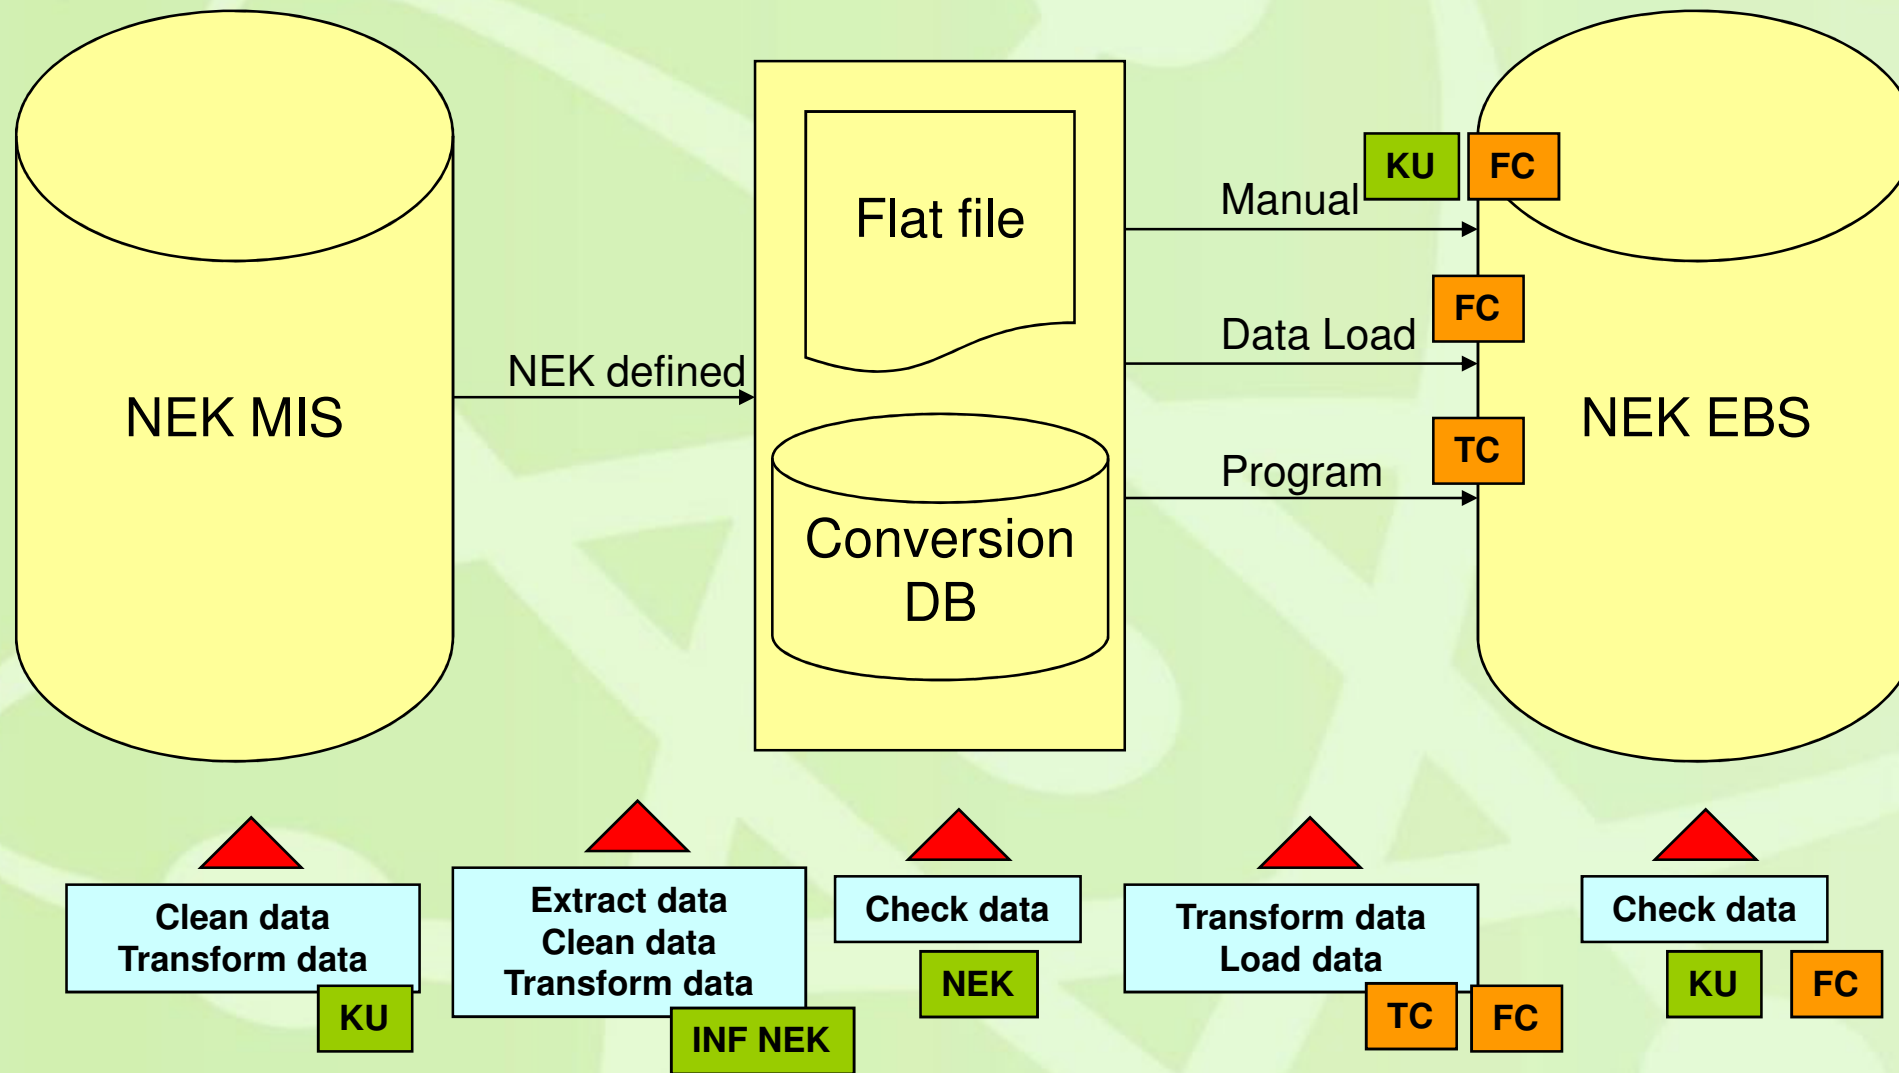 NEK MIS
NEK defined
Flat file
Conversion
DB
Manual
KU
FC
Data Load
FC
Program
TC
NEK EBS
Clean data
Transform data
KU
Extract data
Clean data
Transform data
INF NEK
Check data
NEK
Transform data
Load data
TC
FC
Check data
KU
FC